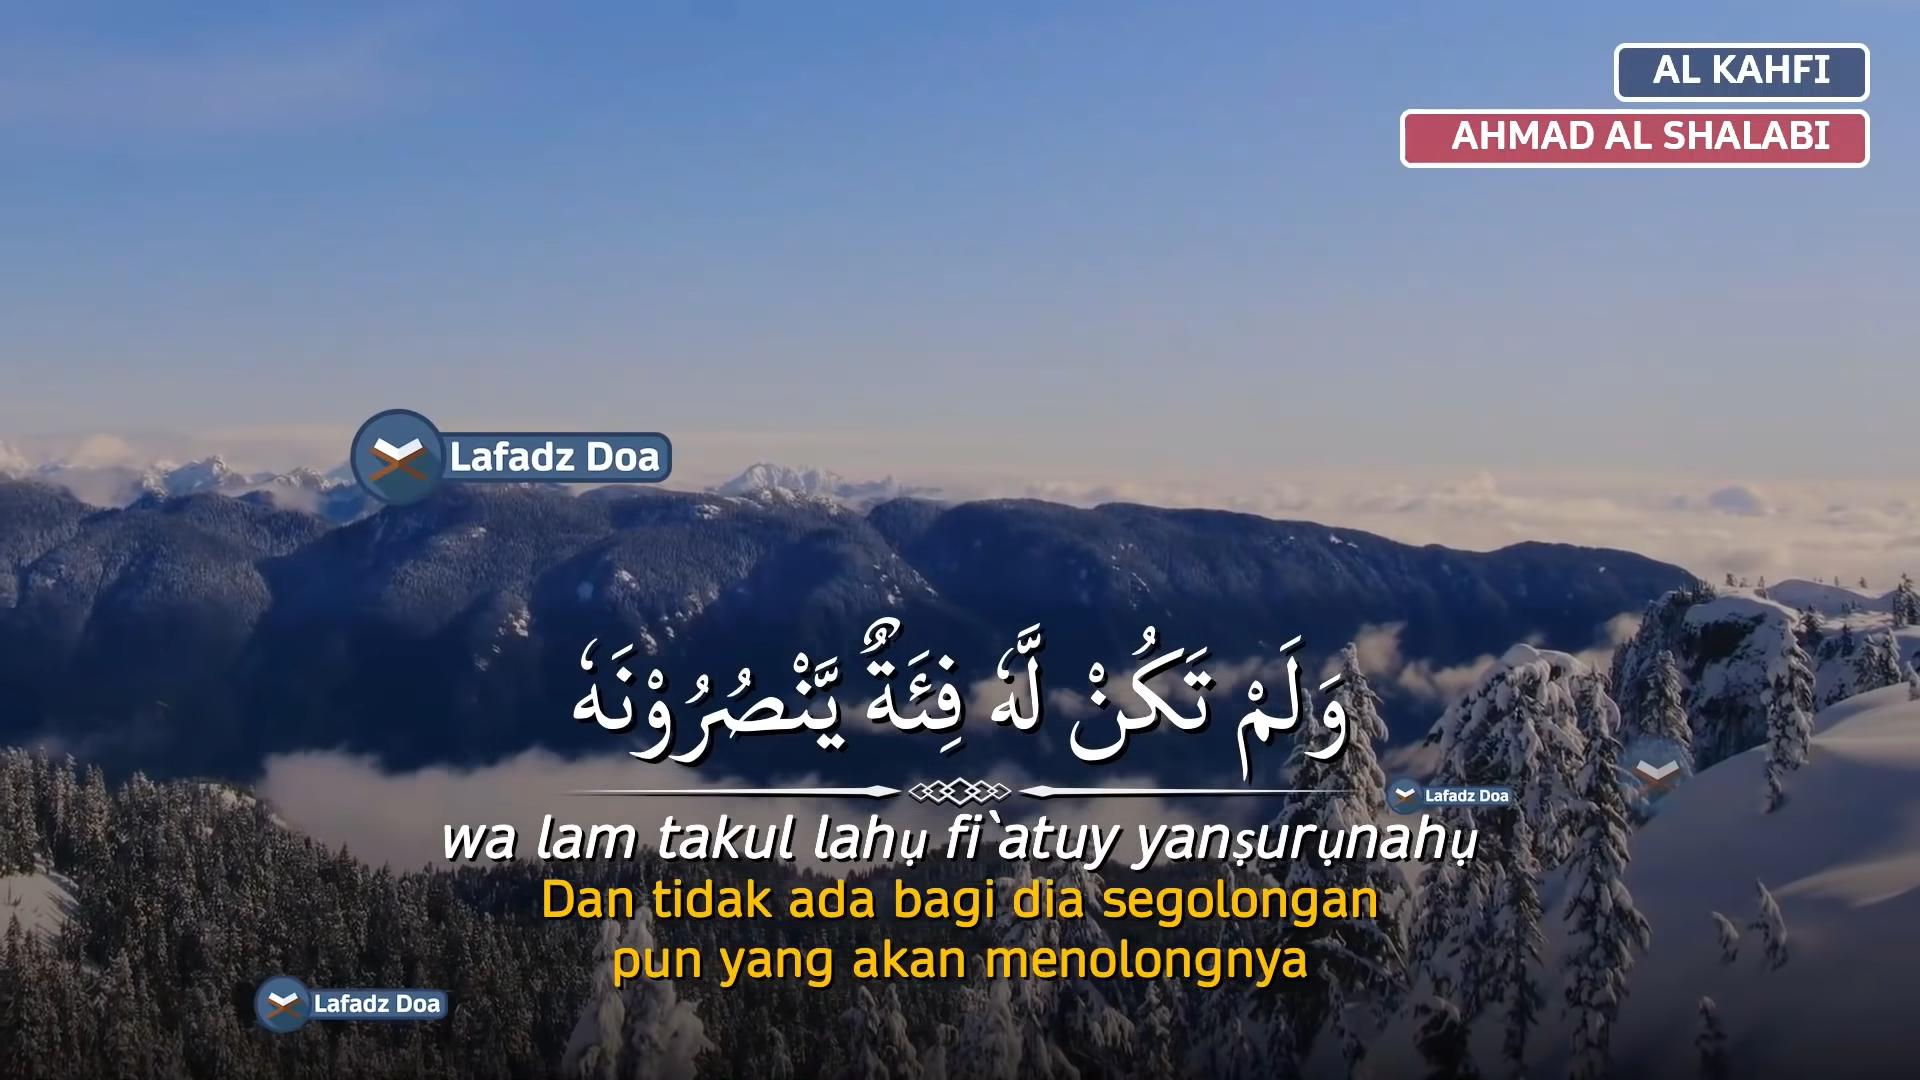 AL KAHFI
AHMAD AL SHALABI
Lafadz Doa
وَلَمْ تَكُنْ لَّهٗ فِئَةٌ يَّنْصُرُوْنَهٗ
Lafadz Doa
wa lam takul lahụ fi`atuy yanṣurụnahụ
Dan tidak ada bagi dia segolongan
pun yang akan menolongnya
Lafadz Doa